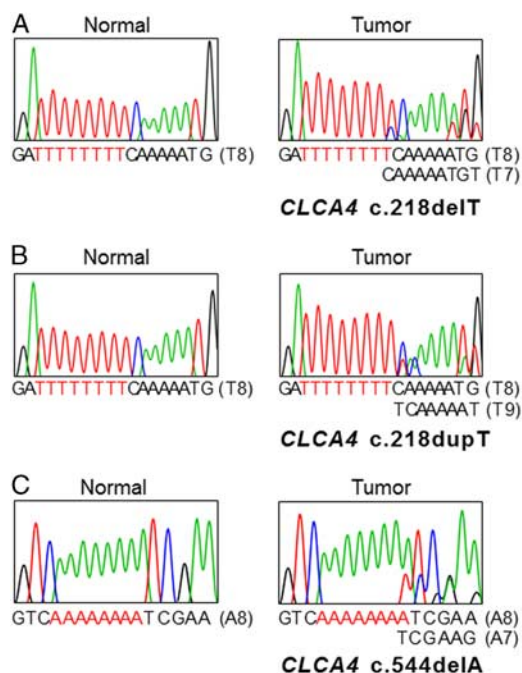 A
Normal
Tumor
GATTTTTTTTCAAAAATG (T8)
GATTTTTTTTCAAAAATG (T8)
CAAAAATGT (T7)
CLCA4 c.218delT
B
Normal
Tumor
GATTTTTTTTCAAAAATG (T8)
GATTTTTTTTCAAAAATG (T8)
TCAAAAAT (T9)
CLCA4 c.218dupT
C
Normal
Tumor
GTCAAAAAAAATCGAA (A8)
GTCAAAAAAAATCGAA (A8)
TCGAAG (A7)
CLCA4 c.544delA